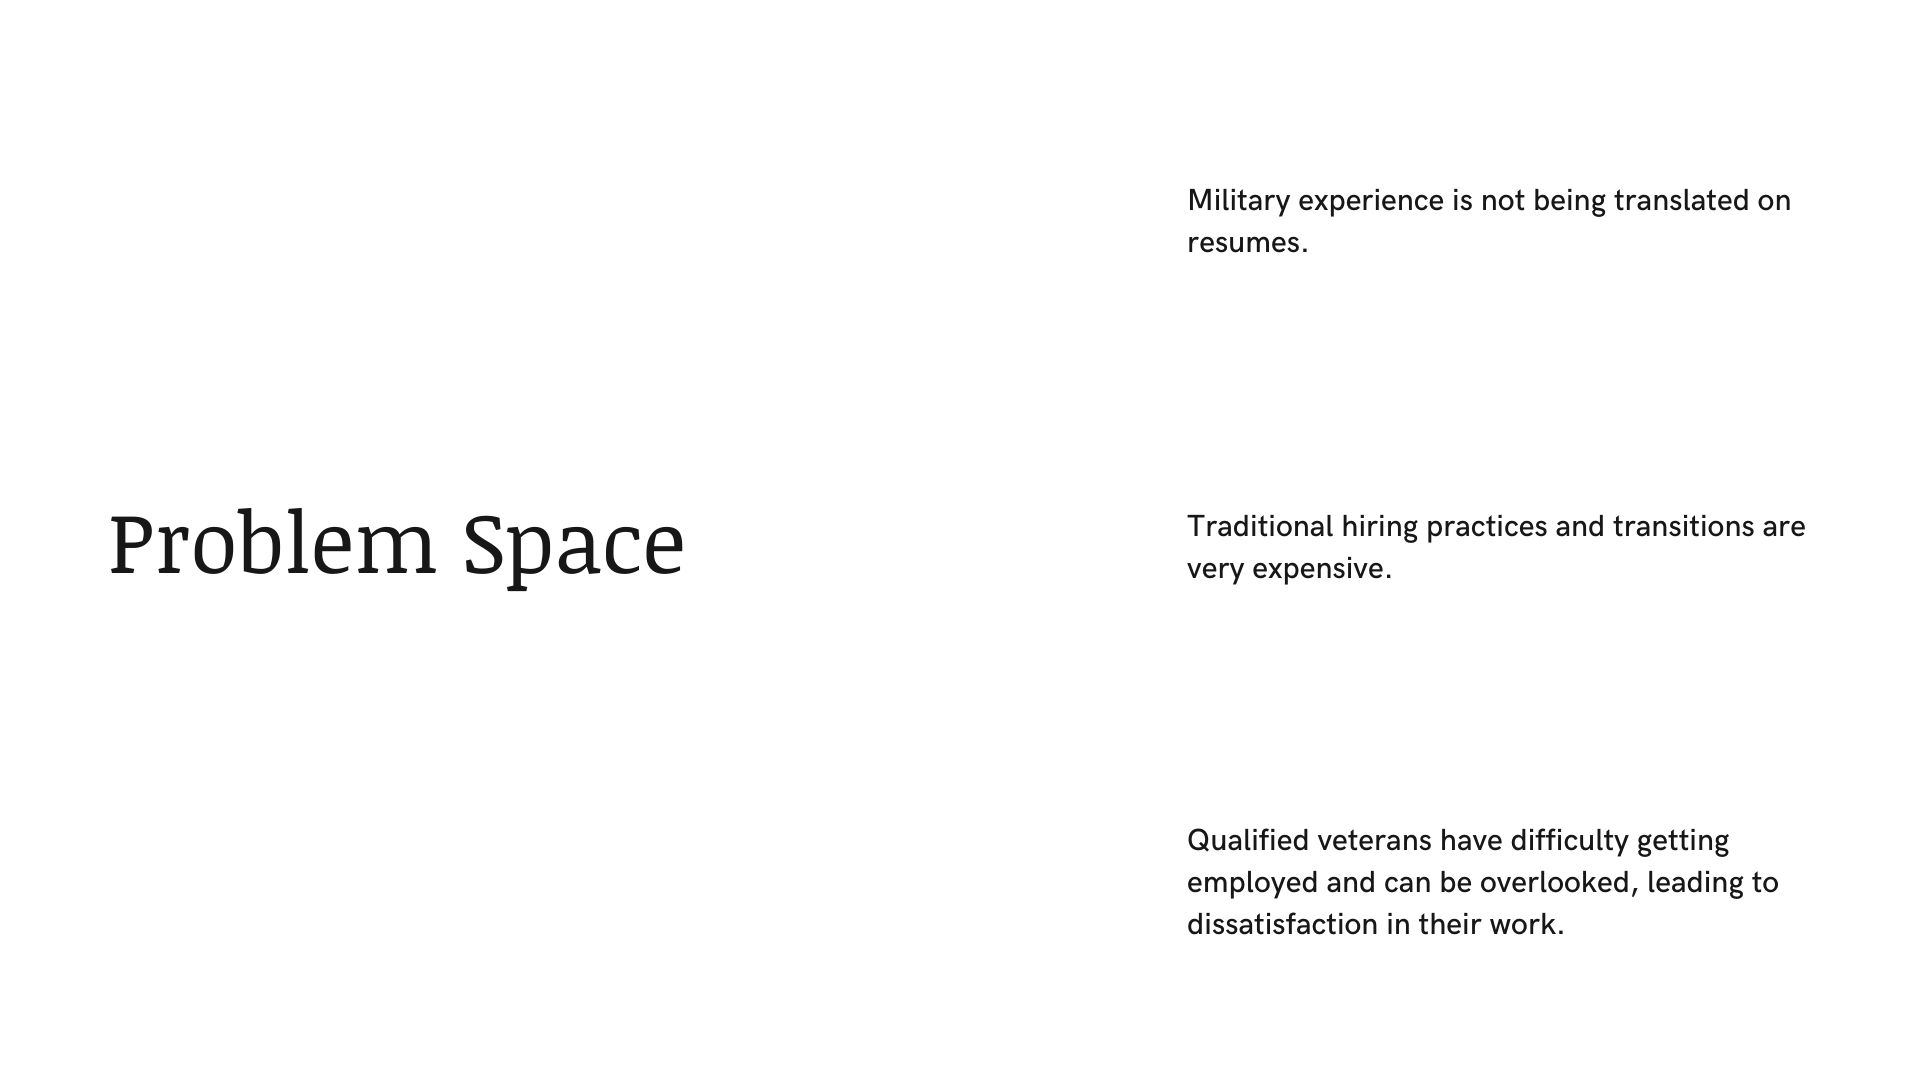 Problem Space
Military experience is not being translated on
resumes.
Traditional hiring practices and transitions are
very expensive.
Qualified veterans have difficulty getting
employed and can be overlooked, leading to
dissatisfaction in their work.